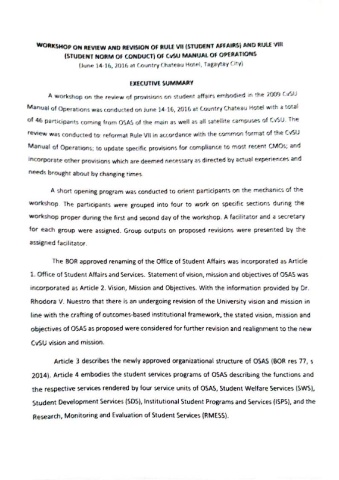 WORKSHOP ON REVIEW AND REVISION OF RULE VII (STUDENT AFFAIRS) AND RULE VIII
(STUDENT NORM OF CONDUCT) OF CvSU MANUAL OF OPERATIONS
(June 14-16, 2016 at Country Chateau Hotel, Tagaytay City)
EXECUTIVE SUMMARY
A workshop on the review of provisions on student affairs embodied in the 2009 CvSU
Manual of Operations was conducted on June 14-16, 2016 at Country Chateau Hotel with a total
of 46 participants coming from OSAS of the main as well as all satellite campuses of CvSU. The
review was conducted to reformat Rule VII in accordance with the common format of the CvSU
Manual of Operations; to update specific provisions for compliance to most recent CMOs; and
incorporate other provisions which are deemed necessary as directed by actual experiences and
needs brought about by changing times.
A short opening program was conducted to orient participants on the mechanics of the
workshop. The participants were grouped into four to work on specific sections during the
workshop proper during the first and second day of the workshop. A facilitator and a secretary
for each group were assigned. Group outputs on proposed revisions were presented by the
assigned facilitator.
The BOR approved renaming of the Office of Student Affairs was incorporated as Article
1. Office of Student Affairs and Services. Statement of vision, mission and objectives of OSAS was
incorporated as Article 2. Vision, Mission and Objectives. With the information provided by Dr.
Rhodora V. Nuestro that there is an undergoing revision of the University vision and mission in
line with the crafting of outcomes-based institutional framework, the stated vision, mission and
objectives of OSAS as proposed were considered for further revision and realignment to the new
CvSU vision and mission.
Article 3 describes the newly approved organizational structure of OSAS (BOR res 77, s
2014). Article 4 embodies the student services programs of OSAS describing the functions and
the respective services rendered by four service units of OSAS, Student Welfare Services (SWS),
Student Development Services (SDS), Institutional Student Programs and Services (ISPS), and the
Research, Monitoring and Evaluation of Student Services (RMESS).